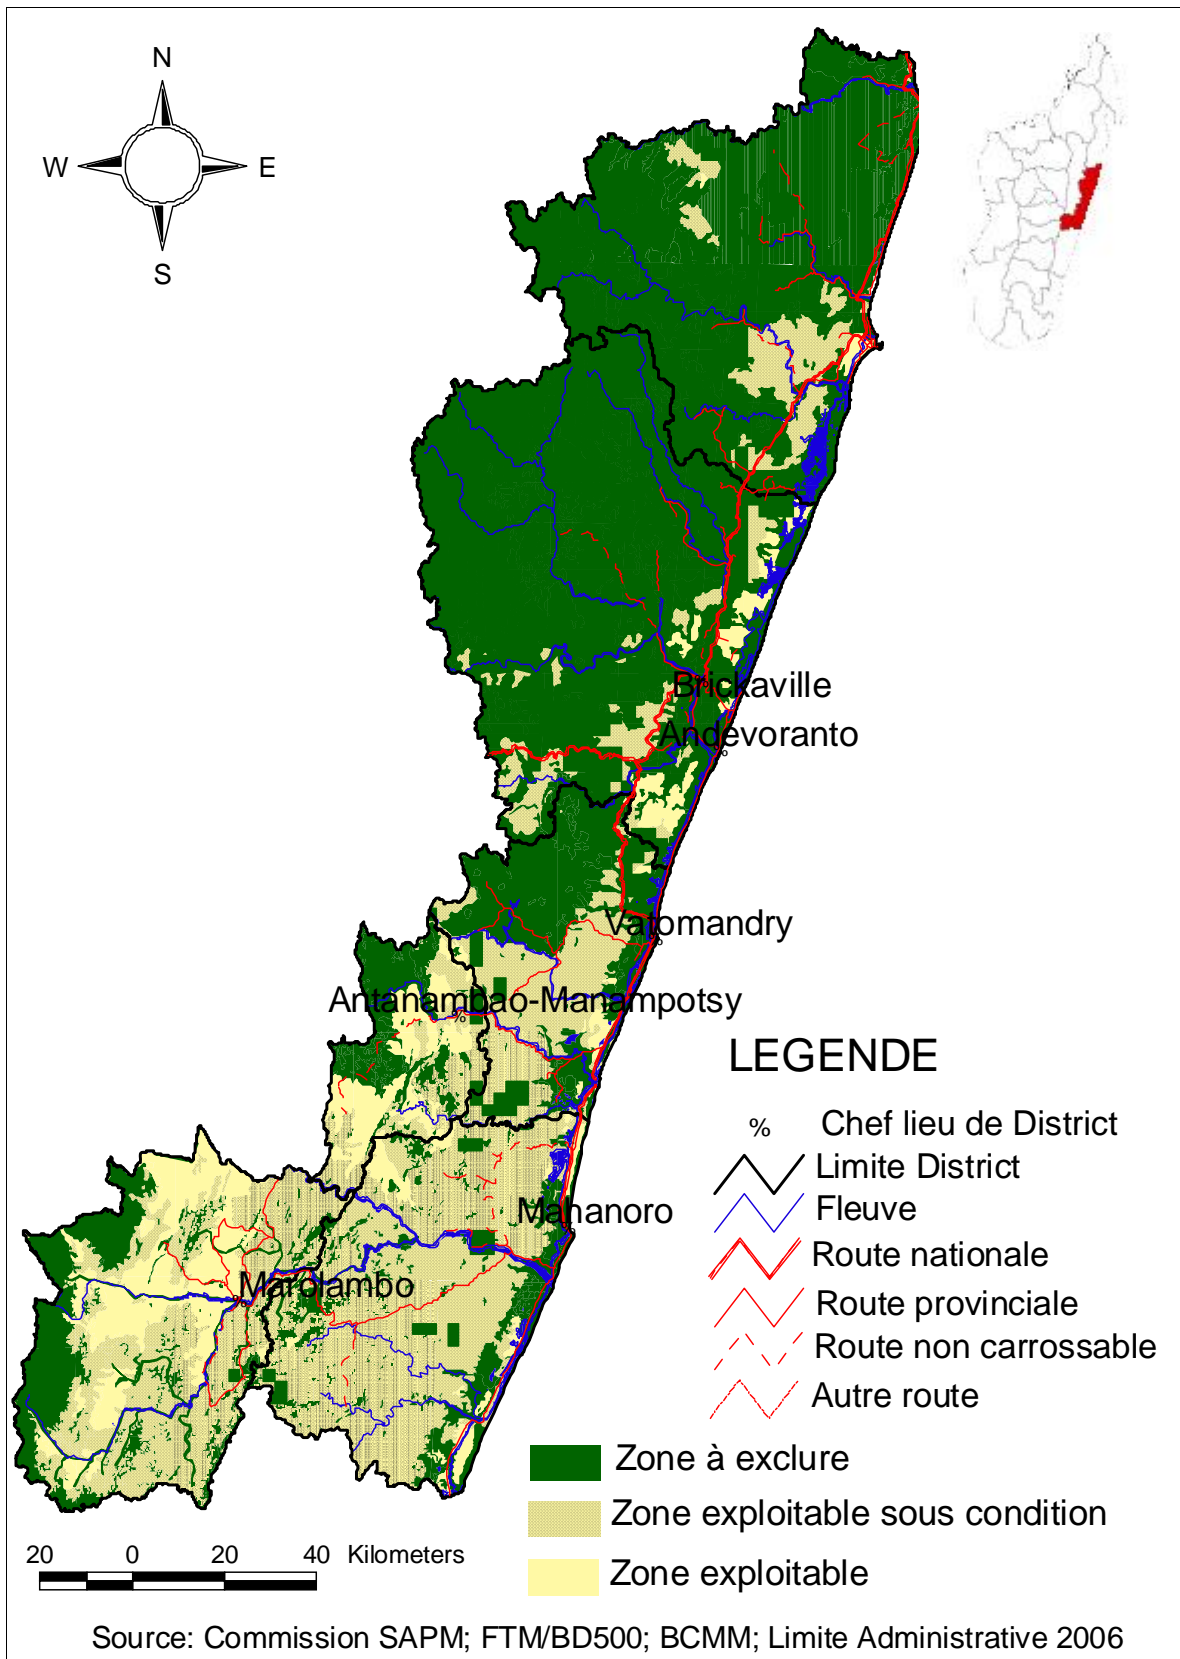 N
W E
S
Brickaville
Andevoranto
Vatomandry
Antanambao-Manampotsy
Mahanoro
Marolambo
LEGENDE
% Chef lieu de District
Limite District
Fleuve
Route nationale
Route provinciale
Route non carrossable
Autre route
Zone à exclure
Zone exploitable sous condition
Zone exploitable
20 0 20 40 Kilometers
Source: Commission SAPM; FTM/BD500; BCMM; Limite Administrative 2006